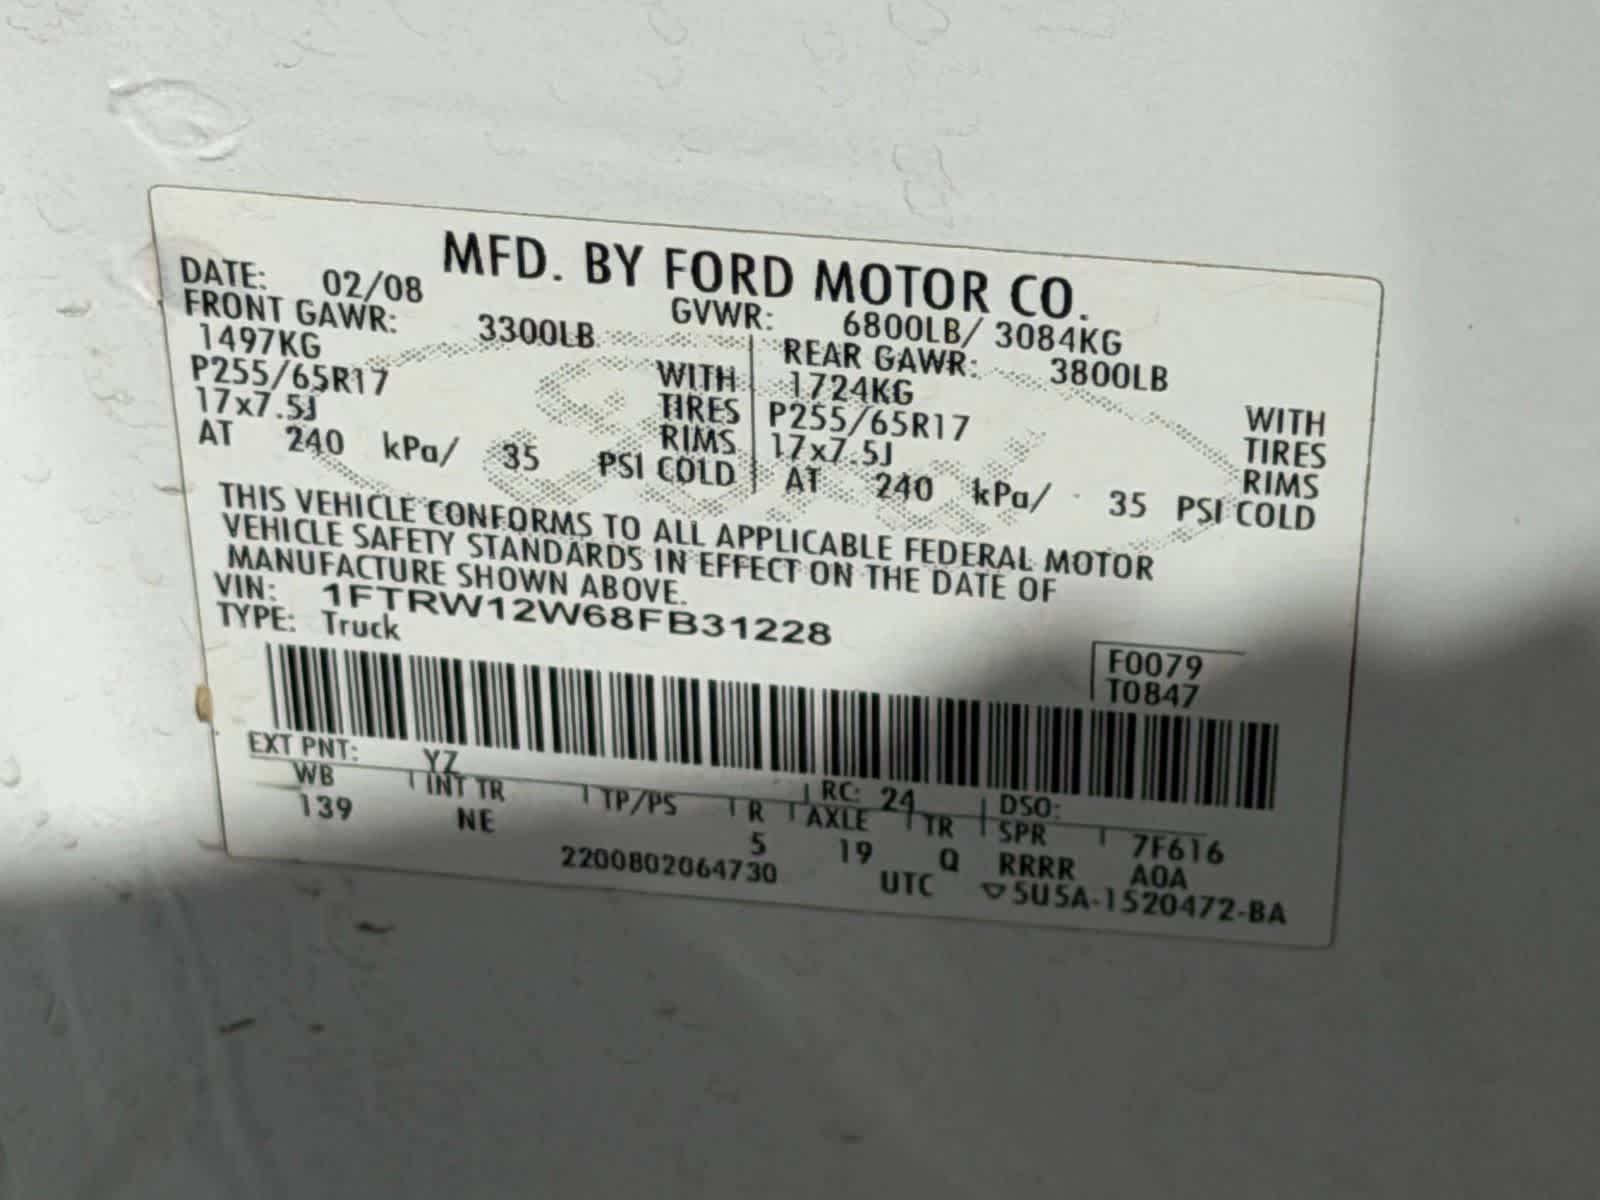 MFD. BY FORD MOTOR CO.
DATE: 02/08 GVWR: 6800LB/ 3084KG
FRONT GAWR: 3300LB REAR GAWR: 3800LB
1497KG WITH 1724KG WITH
P255/65R17 TIRES P255/65R17 TIRES
17x7.5J RIMS 17x7.5J RIMS
AT 240 kPa/ 35 PSI COLD AT 240 kPa/ 35 PSI COLD
THIS VEHICLE CONFORMS TO ALL APPLICABLE FEDERAL MOTOR
VEHICLE SAFETY STANDARDS IN EFFECT ON THE DATE OF
MANUFACTURE SHOWN ABOVE.
VIN: 1FTRW12W68FB31228
TYPE: Truck
F0079
T0847
EXT PNT: YZ RC: 24 DSO:
WB INT TR TP/PS R AXLE TR SPR 7F616
139 NE 5 19 Q RRRR A0A
2200802064730 UTC ▽5U5A-1520472-BA